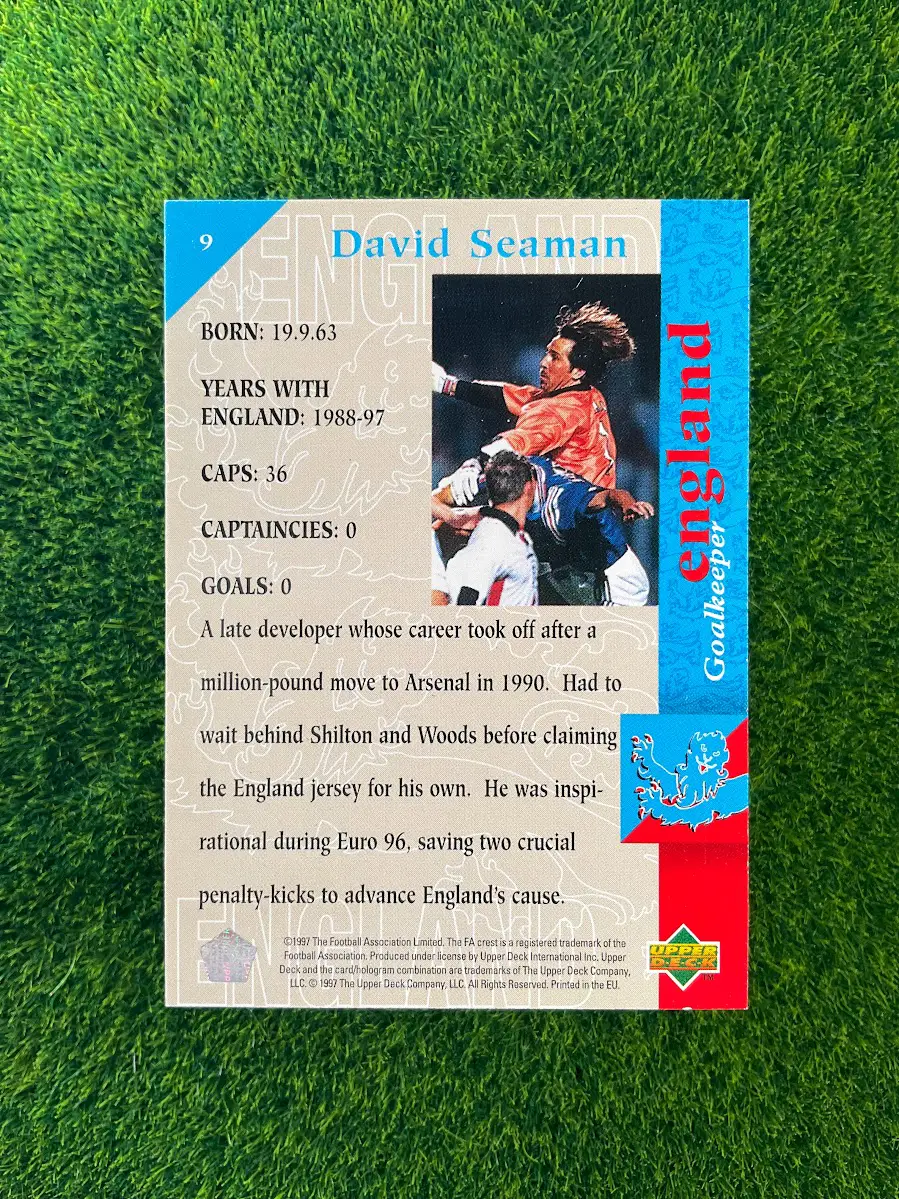 ENGLAND
9
David Seaman
BORN: 19.9.63
YEARS WITH
ENGLAND: 1988-97
CAPS: 36
CAPTAINCIES: 0
GOALS: 0
england
Goalkeeper
A late developer whose career took off after a
million-pound move to Arsenal in 1990. Had to
wait behind Shilton and Woods before claiming
the England jersey for his own. He was inspi-
rational during Euro 96, saving two crucial
penalty-kicks to advance England's cause.
ENGLAND
©1997 The Football Association Limited. The FA crest is a registered trademark of the
Football Association. Produced under license by Upper Deck International Inc. Upper
Deck and the card/hologram combination are trademarks of The Upper Deck Company,
LLC. © 1997 The Upper Deck Company, LLC. All Rights Reserved. Printed in the EU.
UPPER
DECK
TM